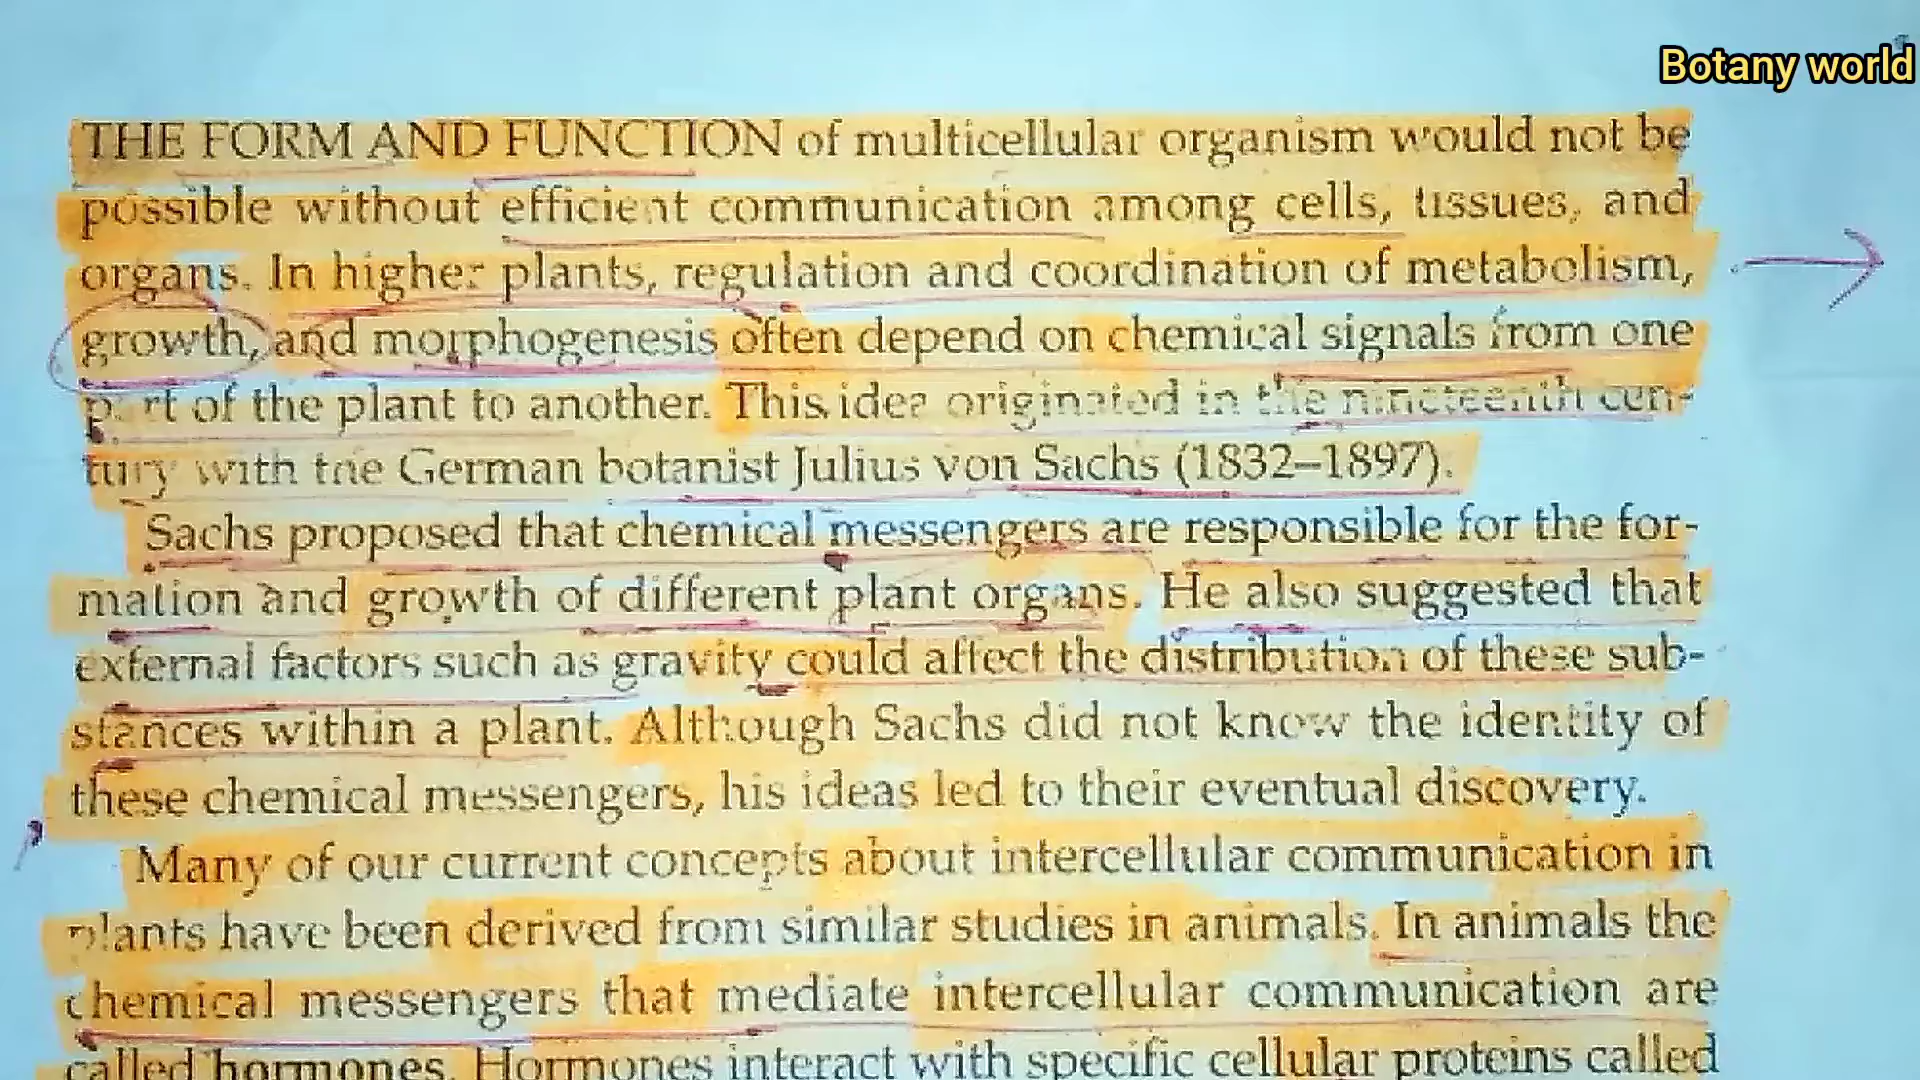 Botany world
THE FORM AND FUNCTION of multicellular organism would not be
possible without efficient communication among cells, tissues, and
organs. In higher plants, regulation and coordination of metabolism,
growth, and morphogenesis often depend on chemical signals from one
part of the plant to another. This idea originated in the nineteenth cen-
tury with the German botanist Julius von Sachs (1832–1897).
Sachs proposed that chemical messengers are responsible for the for-
mation and growth of different plant organs. He also suggested that
external factors such as gravity could affect the distribution of these sub-
stances within a plant. Although Sachs did not know the identity of
these chemical messengers, his ideas led to their eventual discovery.
Many of our current concepts about intercellular communication in
plants have been derived from similar studies in animals. In animals the
chemical messengers that mediate intercellular communication are
called hormones. Hormones interact with specific cellular proteins called